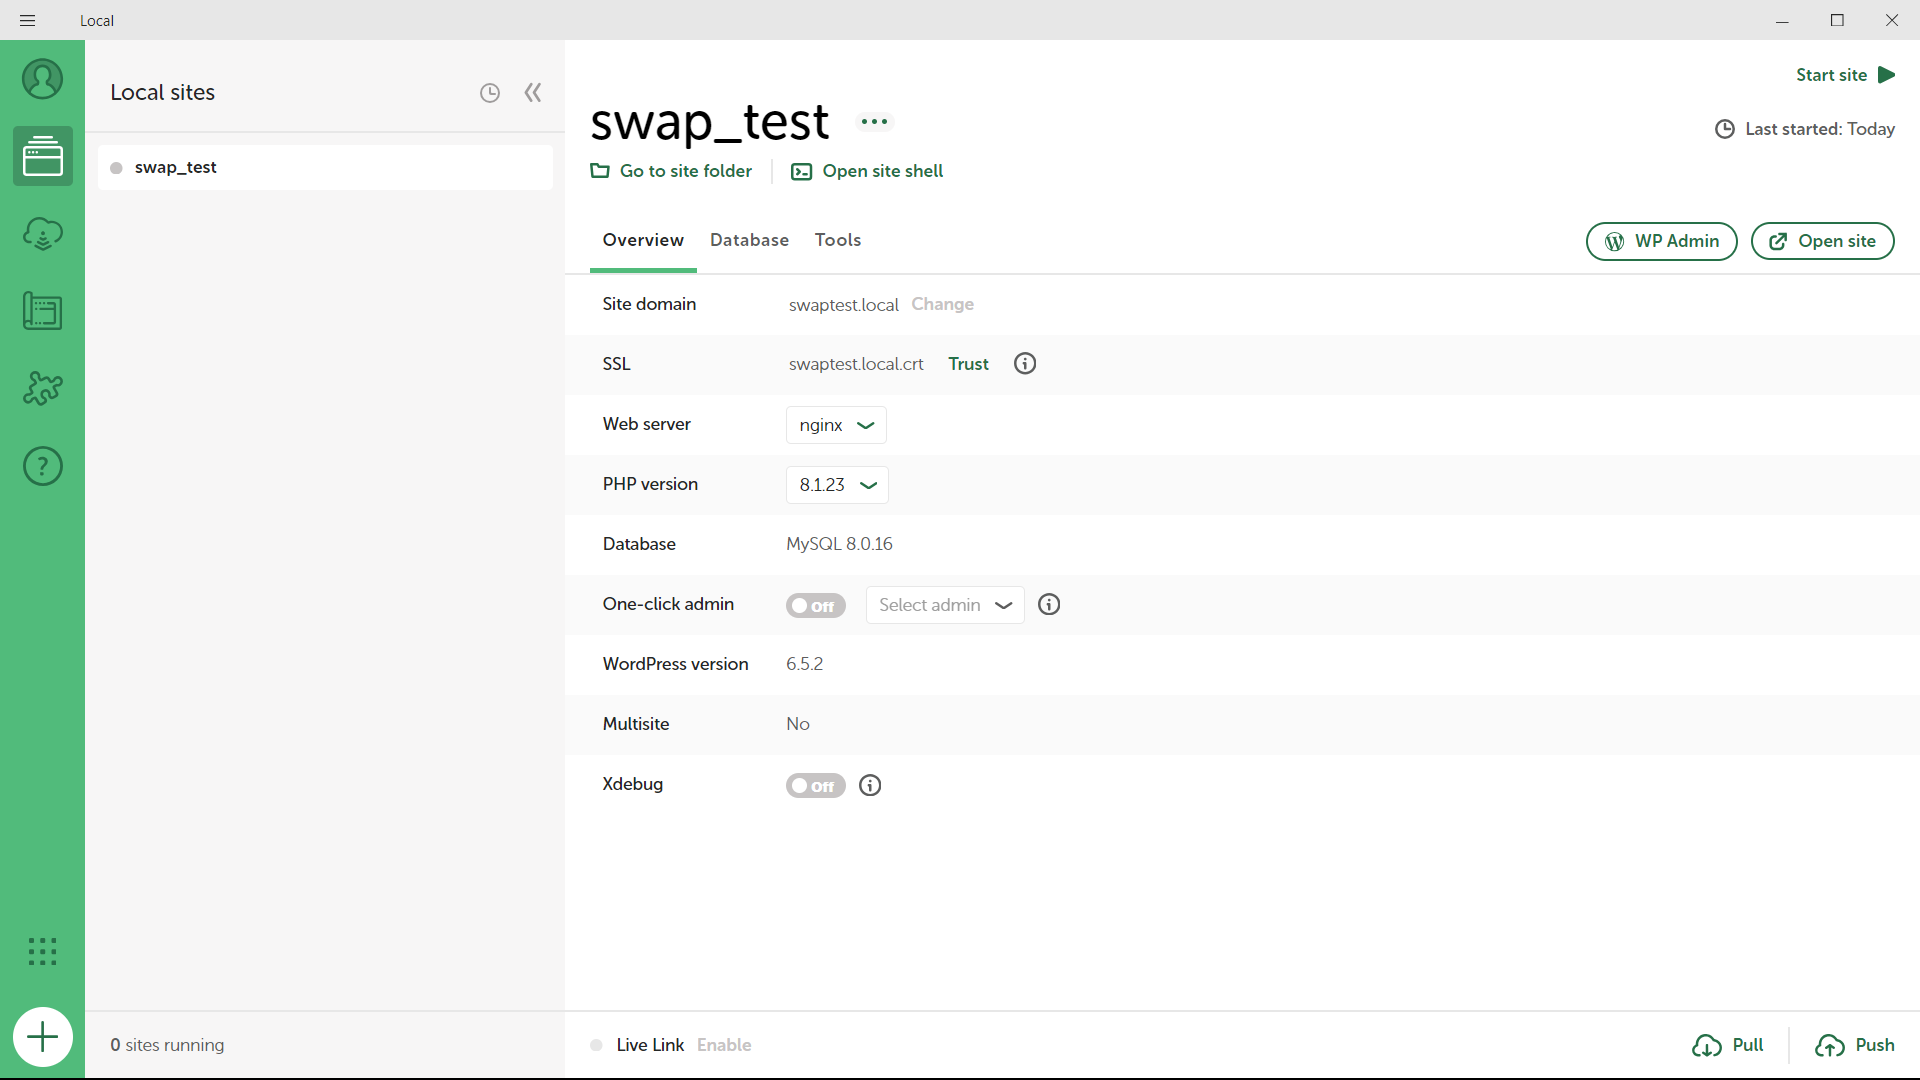 Local
Local sites
swap_test
0 sites running
Start site
swap_test
Last started: Today
Go to site folder
Open site shell
Overview Database Tools
WP Admin
Open site
Site domain swaptest.local Change
SSL swaptest.local.crt Trust
Web server nginx
PHP version 8.1.23
Database MySQL 8.0.16
One-click admin Off Select admin
WordPress version 6.5.2
Multisite No
Xdebug Off
Live Link Enable
Pull
Push